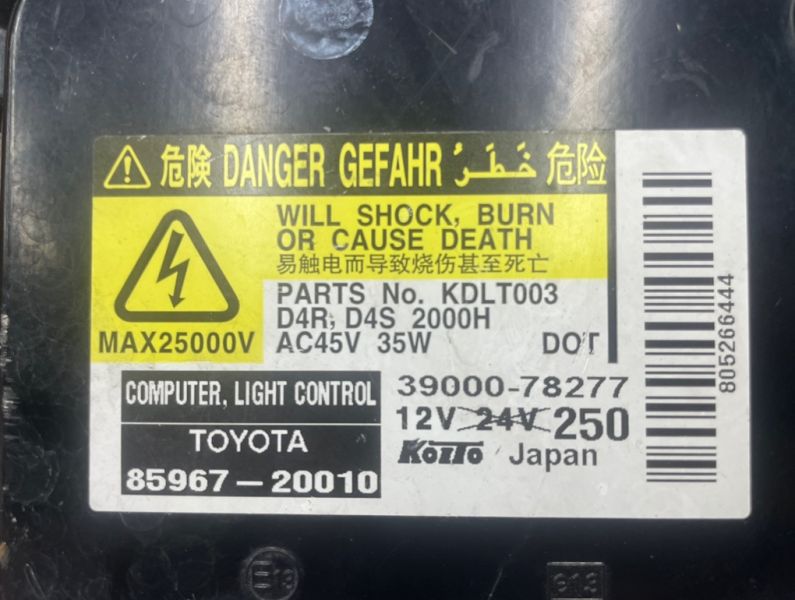 危険 DANGER GEFAHR خَطَرُ 危险
WILL SHOCK, BURN
OR CAUSE DEATH
易触电而导致烧伤甚至死亡
MAX25000V
PARTS No. KDLT003
D4R, D4S 2000H
AC45V 35W DOT
805266444
COMPUTER, LIGHT CONTROL
TOYOTA
85967-20010
39000-78277
12V 24V 250
KOITO Japan
E13